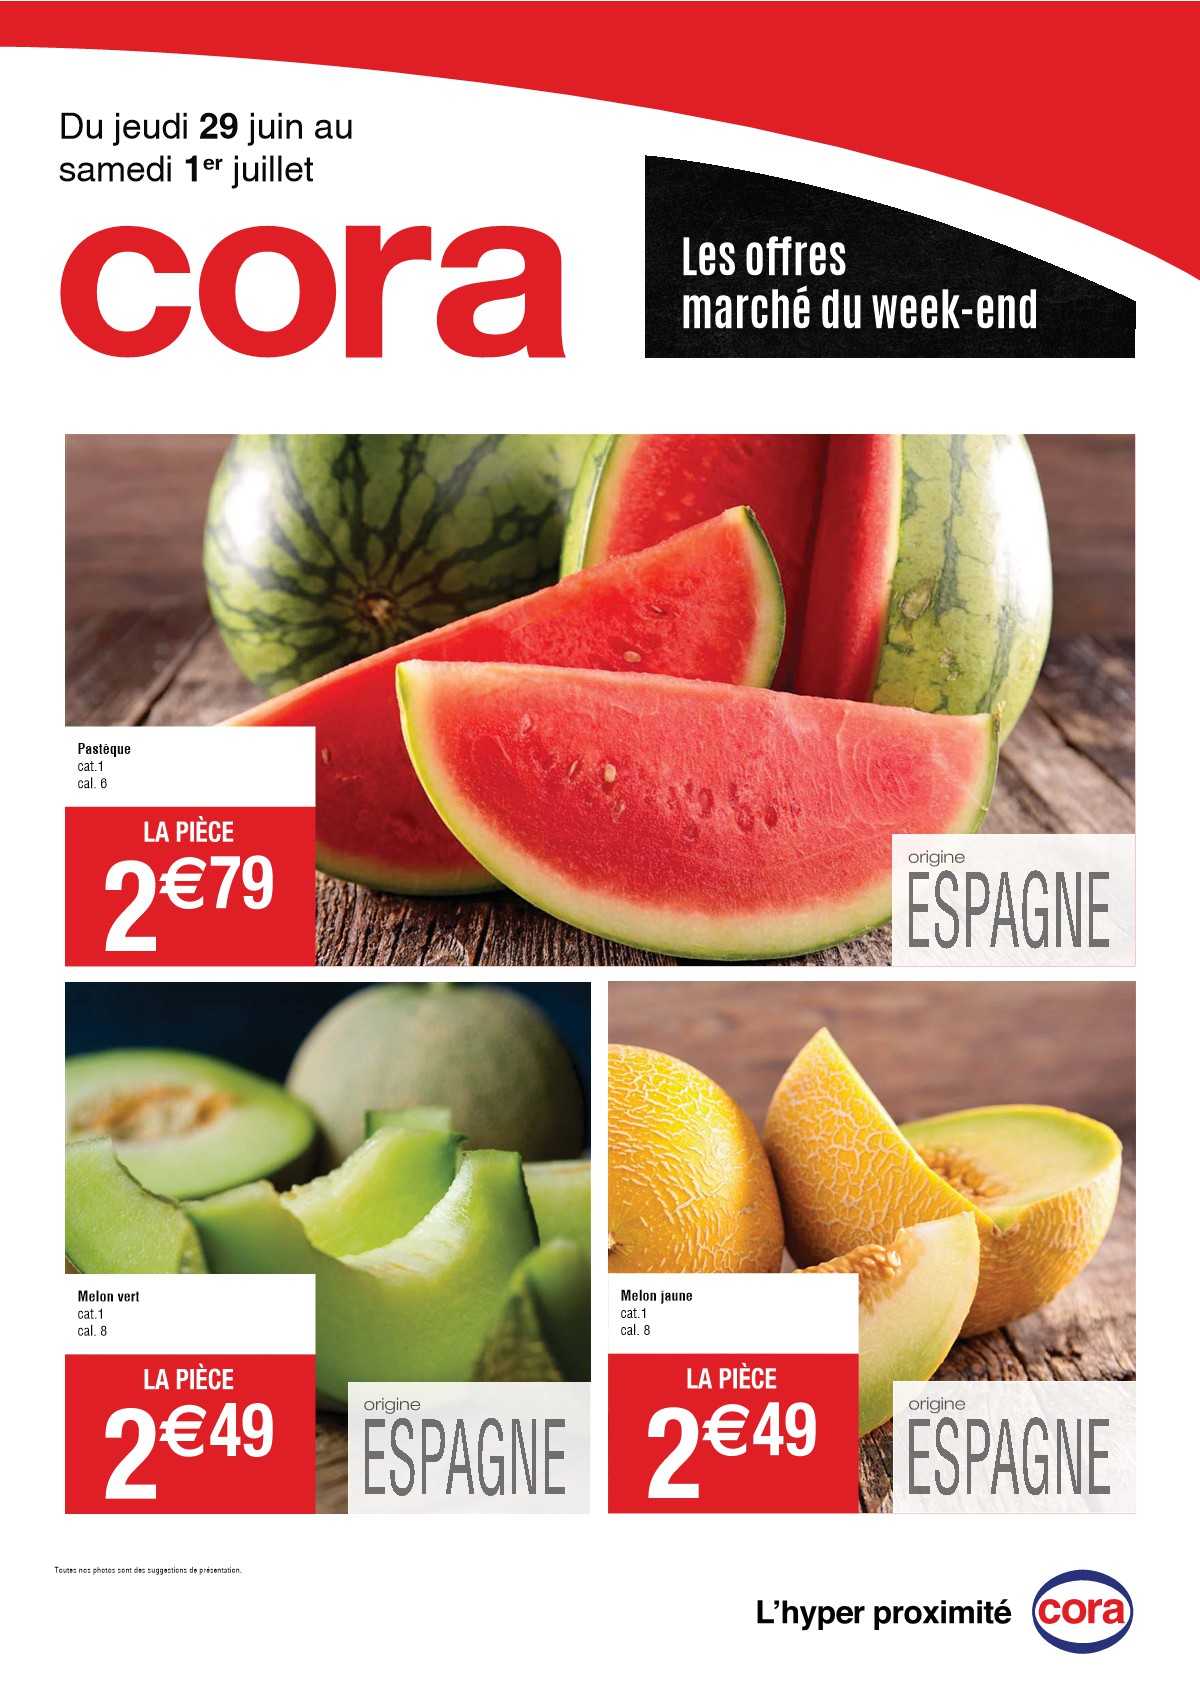 Du jeudi 29 juin au
samedi 1er juillet
cora
Les offres
marché du week-end
Pastèque
cat.1
cal. 6
LA PIÈCE
2€79
origine
ESPAGNE
Melon vert
cat.1
cal. 8
LA PIÈCE
2€49
origine
ESPAGNE
Melon jaune
cat.1
cal. 8
LA PIÈCE
2€49
origine
ESPAGNE
Toutes nos photos sont des suggestions de présentation.
L'hyper proximité
cora